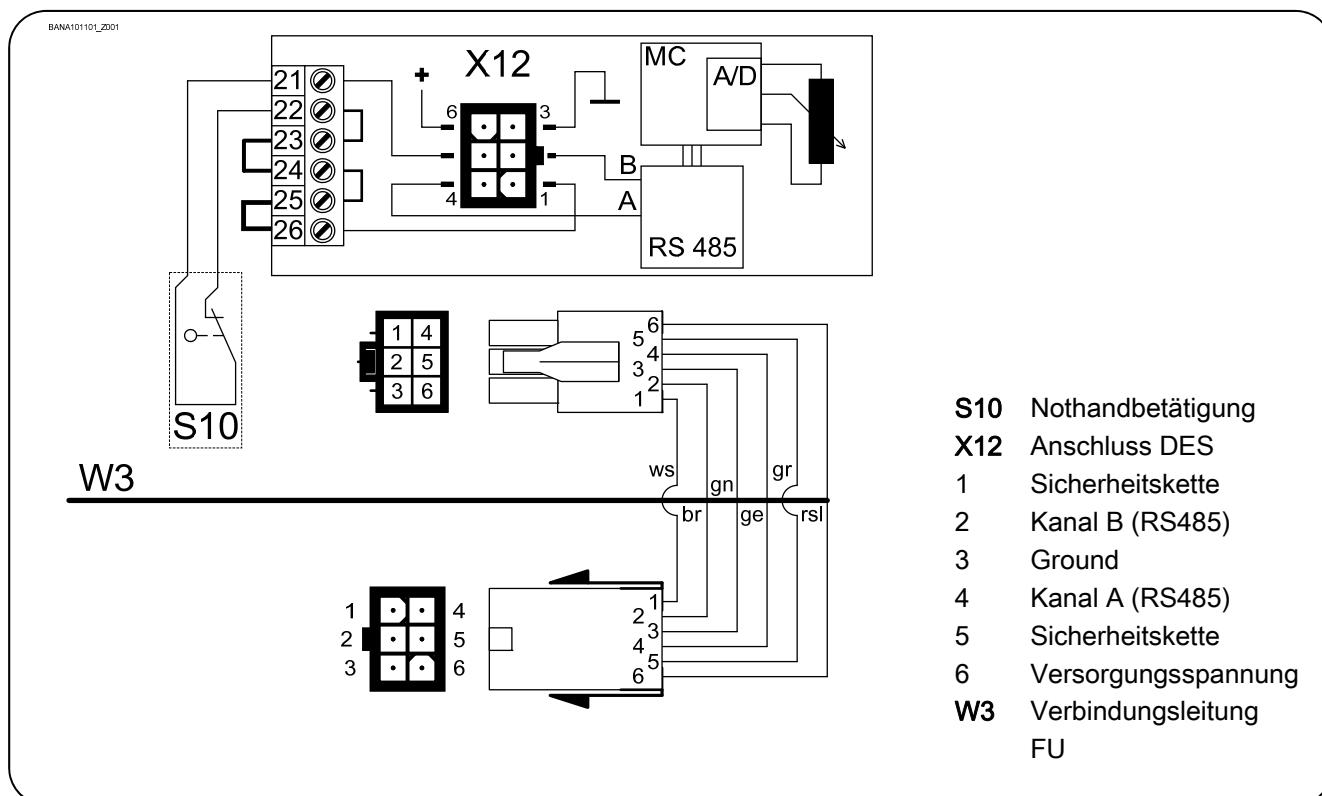 BANA101101_Z001
X12
MC
A/D
21
22
23
24
25
26
+
6
3
4
1
B
A
RS 485
S10
1 4
2 5
3 6
6
5
4
3
2
1
W3
ws
gn
gr
br
ge
rsl
1 4
2 5
3 6
1
2
3
4
5
6
S10 Nothandbetätigung
X12 Anschluss DES
1 Sicherheitskette
2 Kanal B (RS485)
3 Ground
4 Kanal A (RS485)
5 Sicherheitskette
6 Versorgungsspannung
W3 Verbindungsleitung
FU